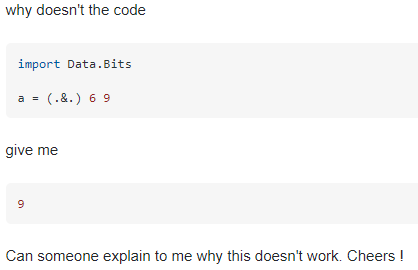 why doesn't the code
import Data.Bits
a = (.&.) 6 9
give me
9
Can someone explain to me why this doesn't work. Cheers !